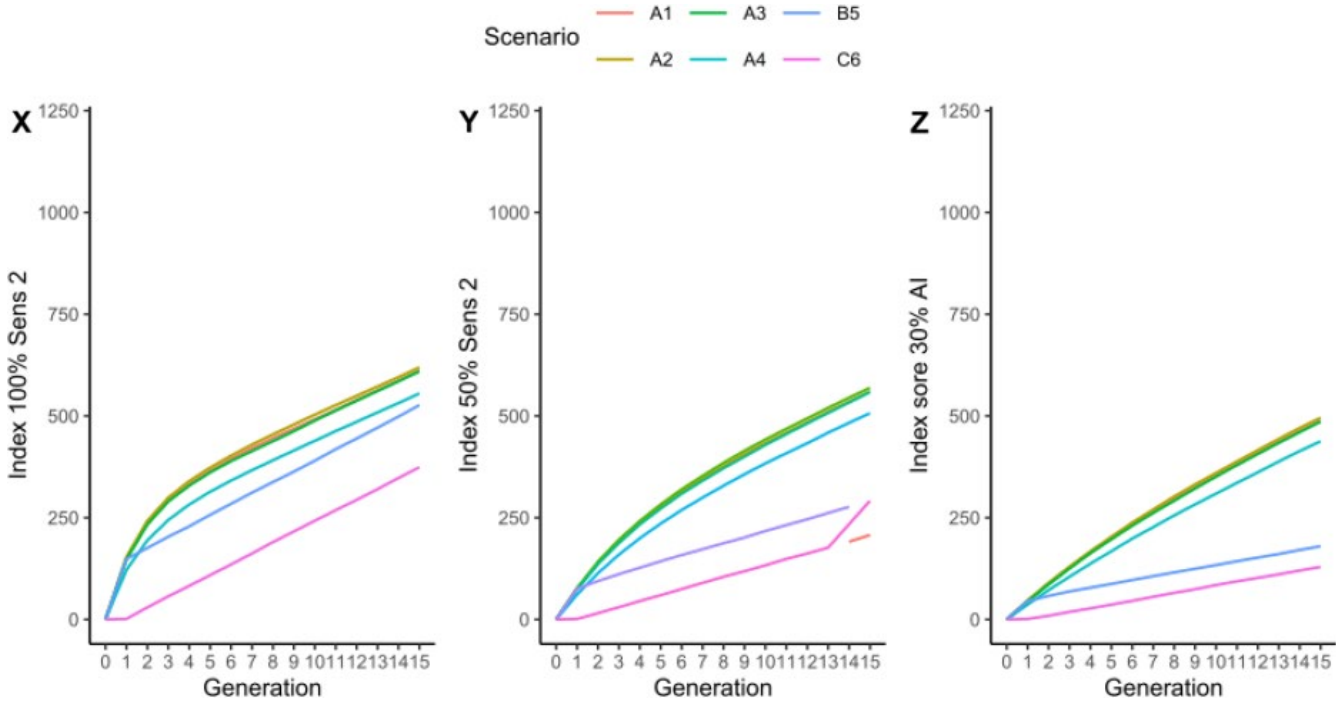 Scenario
A1 A3 B5
A2 A4 C6
X
Index 100% Sens 2
1250
1000
750
500
250
0
0 1 2 3 4 5 6 7 8 9 10 11 12 13 14 15
Generation
Y
Index 50% Sens 2
1250
1000
750
500
250
0
0 1 2 3 4 5 6 7 8 9 10 11 12 13 14 15
Generation
Z
Index sore 30% AI
1250
1000
750
500
250
0
0 1 2 3 4 5 6 7 8 9 10 11 12 13 14 15
Generation